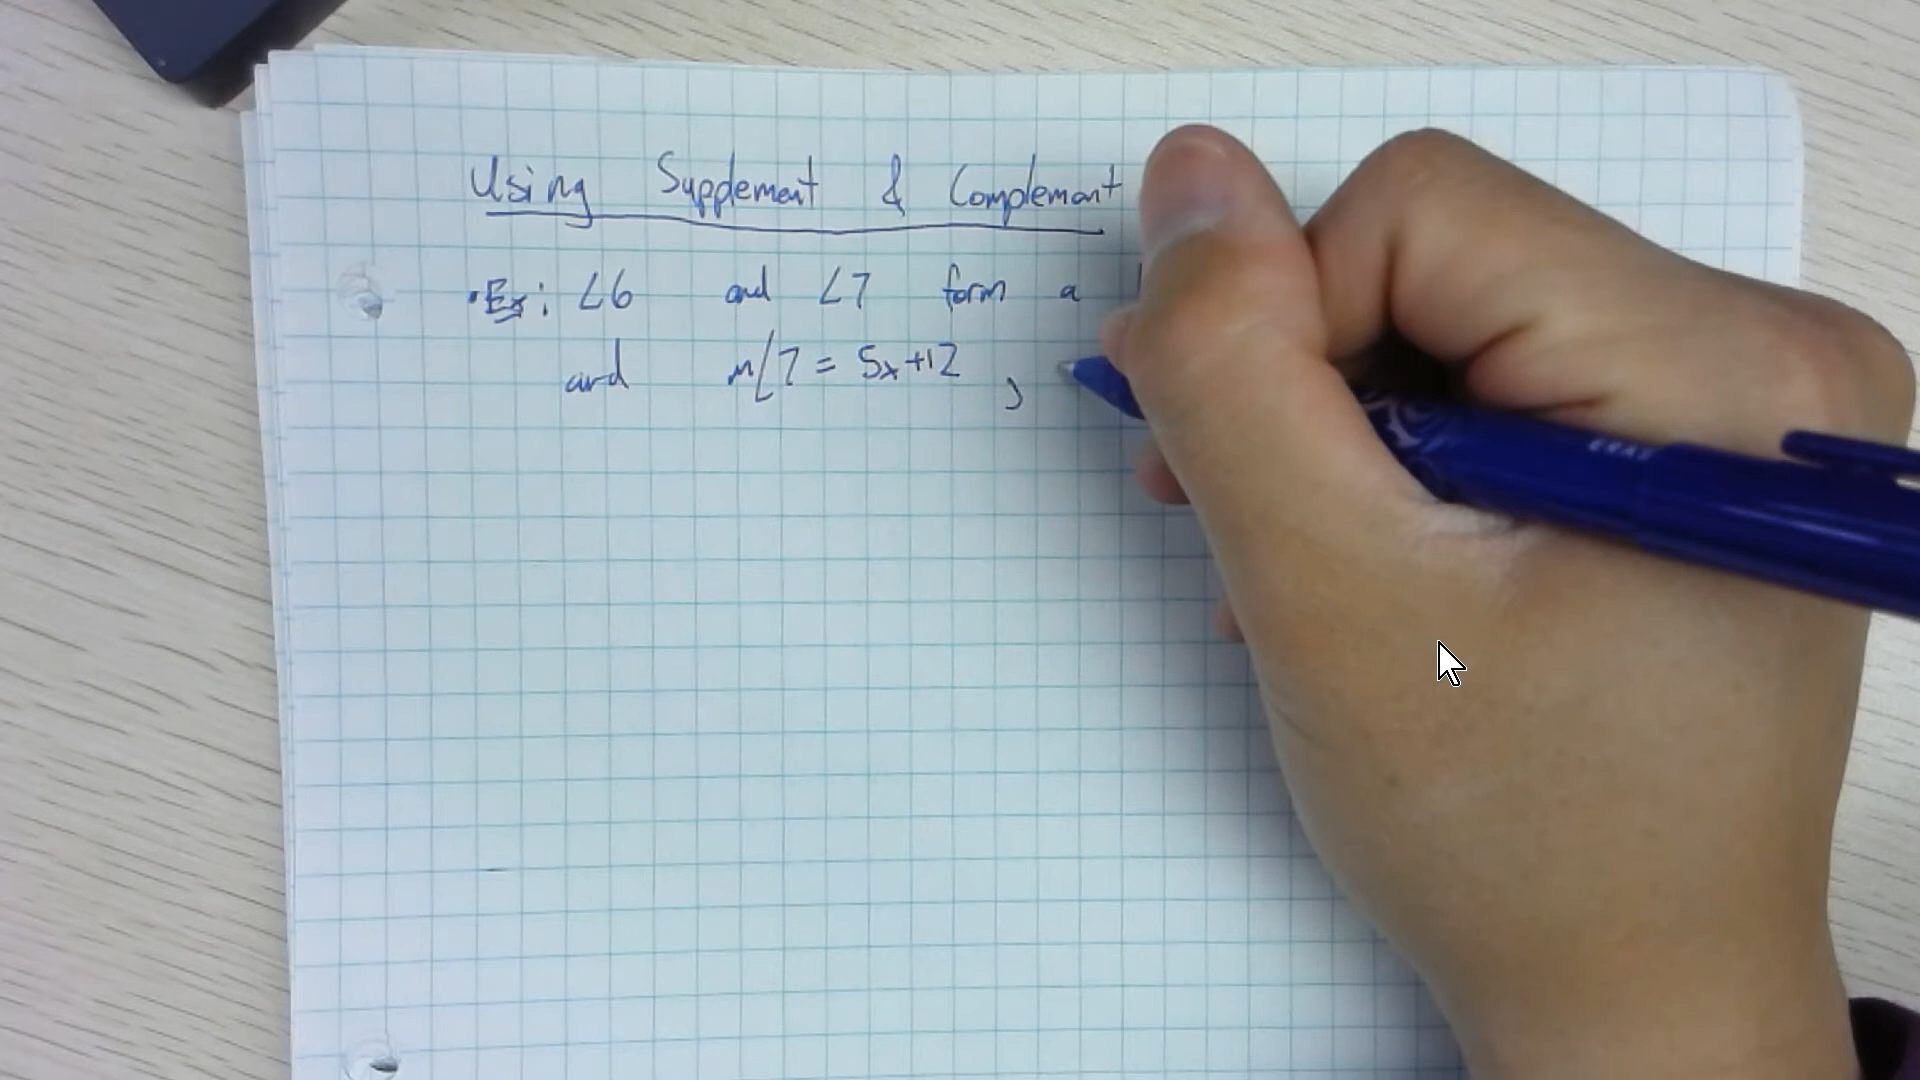 Using Supplement & Complement
• Ex: ∠6 and ∠7 form a
and m∠7 = 5x+12 ,